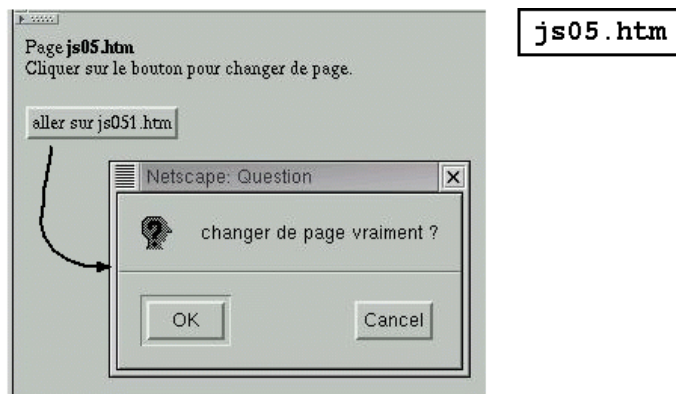 js05.htm
Page js05.htm
Cliquer sur le bouton pour changer de page.
aller sur js051.htm
Netscape: Question
changer de page vraiment ?
OK
Cancel